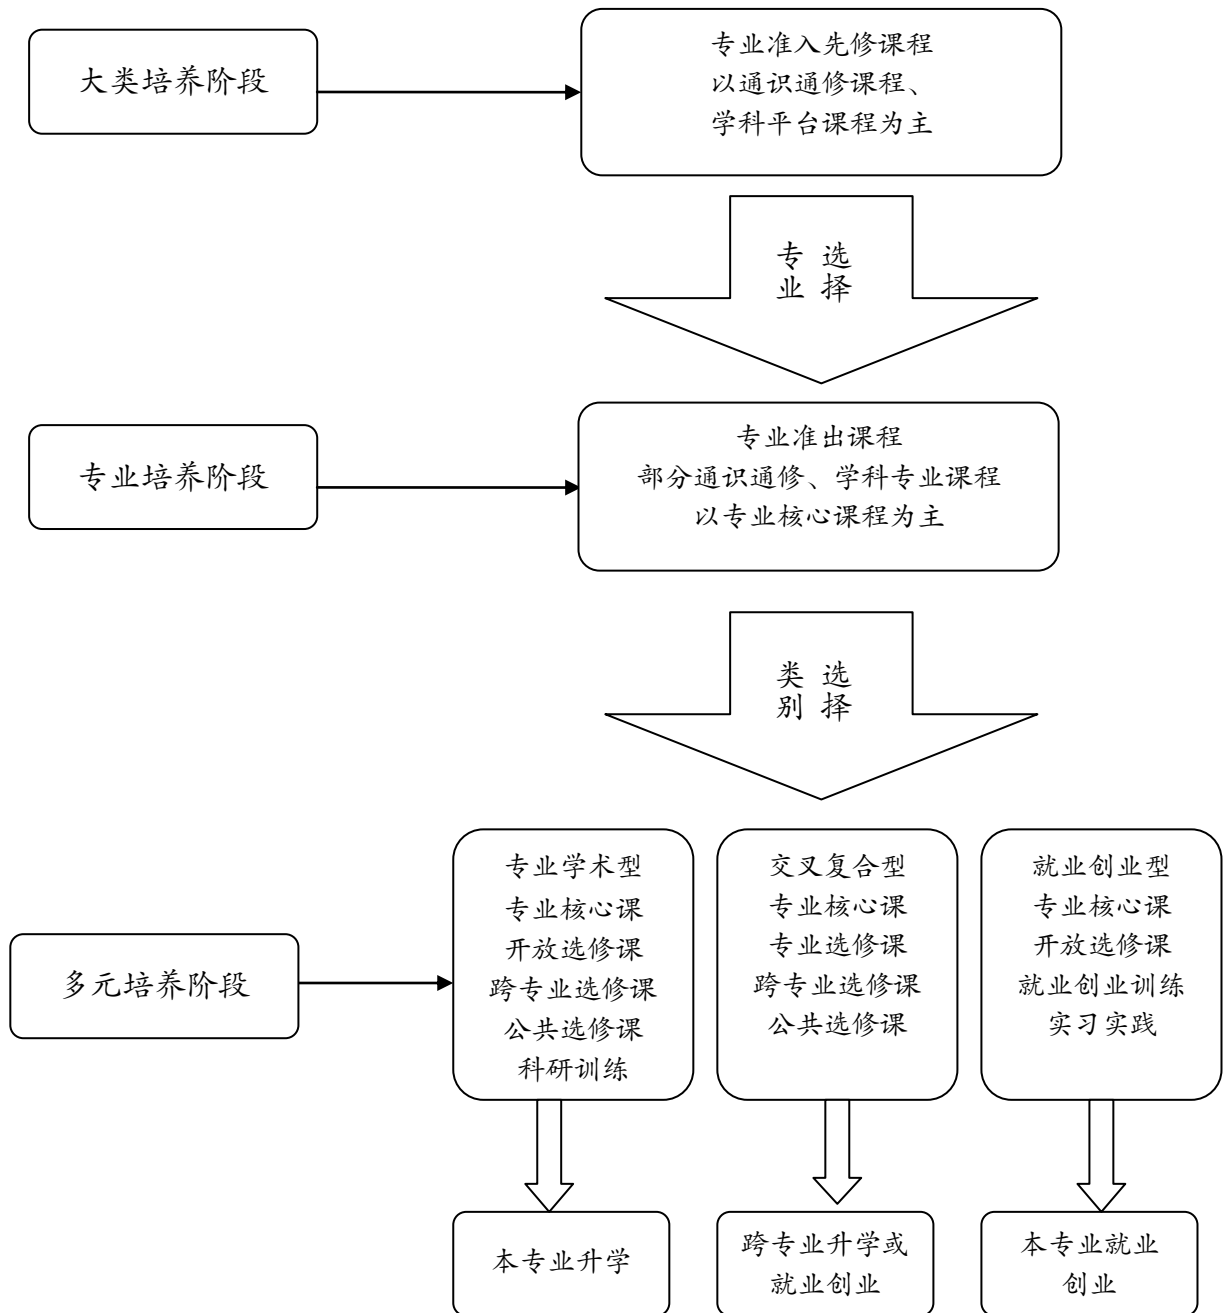 大类培养阶段
专业准入先修课程
以通识通修课程、
学科平台课程为主
专 选
业 择
专业培养阶段
专业准出课程
部分通识通修、学科专业课程
以专业核心课程为主
类 选
别 择
多元培养阶段
专业学术型
专业核心课
开放选修课
跨专业选修课
公共选修课
科研训练
交叉复合型
专业核心课
专业选修课
跨专业选修课
公共选修课
就业创业型
专业核心课
开放选修课
就业创业训练
实习实践
本专业升学
跨专业升学或
就业创业
本专业就业
创业